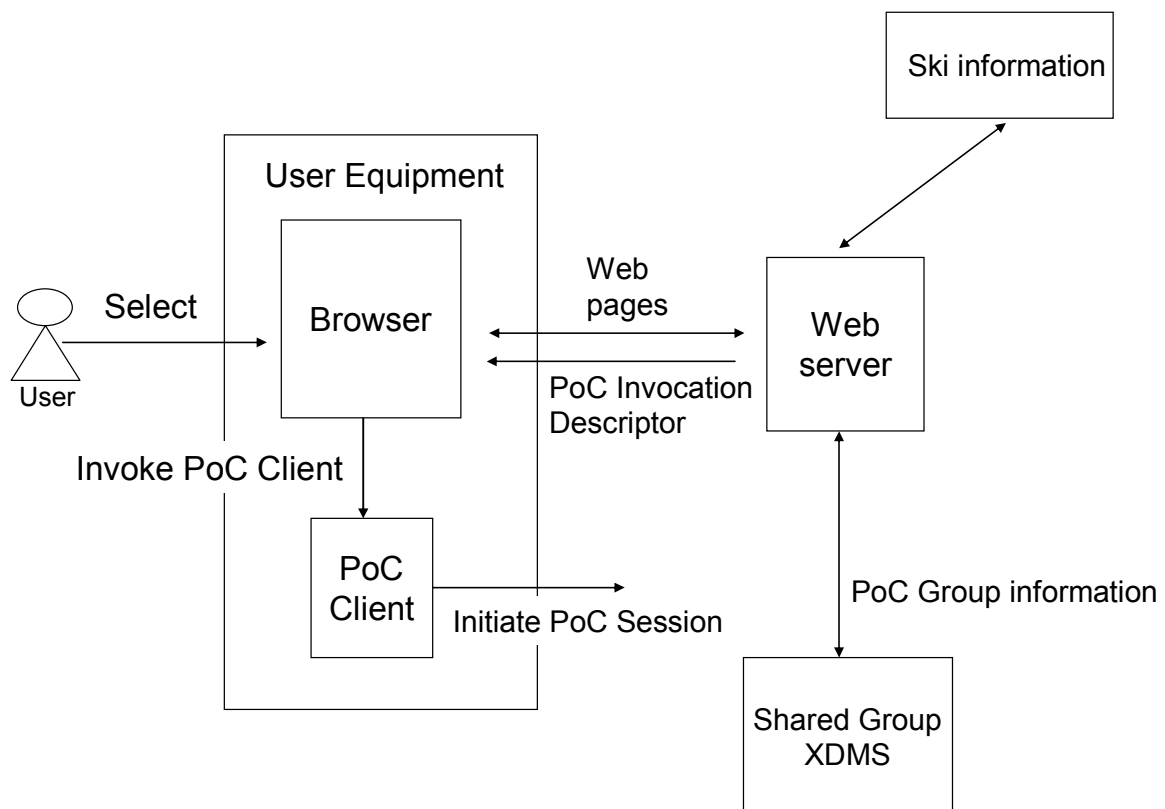 Ski information
User Equipment
Web
pages
Select
Browser
Web
server
User
PoC Invocation
Descriptor
Invoke PoC Client
PoC
Client
PoC Group information
Initiate PoC Session
Shared Group
XDMS